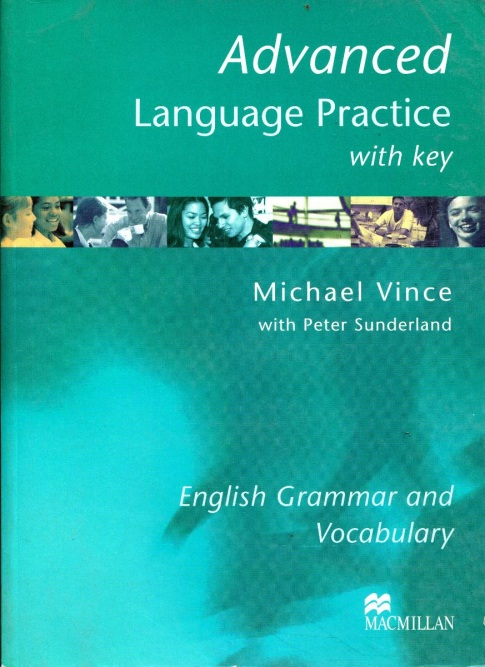 Advanced
Language Practice
with key
Michael Vince
with Peter Sunderland
English Grammar and
Vocabulary
MACMILLAN